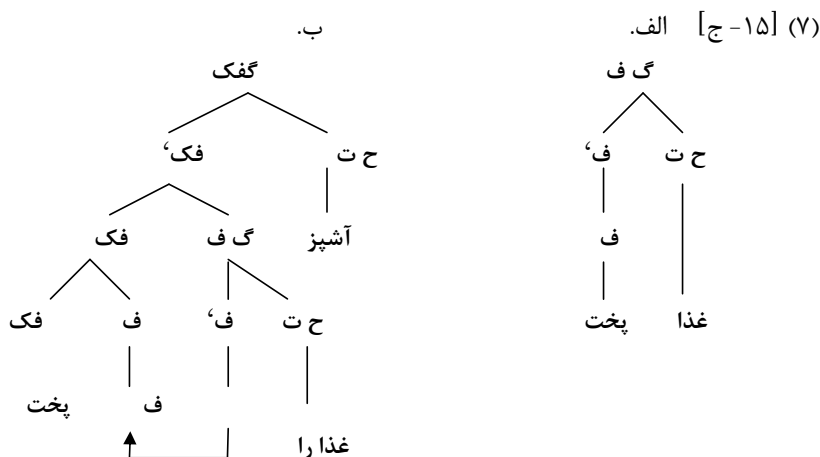 (۷) [۱۵- ج] الف. ب.
گ ف گفک
ح ت ف‘ ح ت فک‘
ف آشپز گ ف فک
غذا پخت ح ت ف‘ ف فک
ف پخت
غذا را